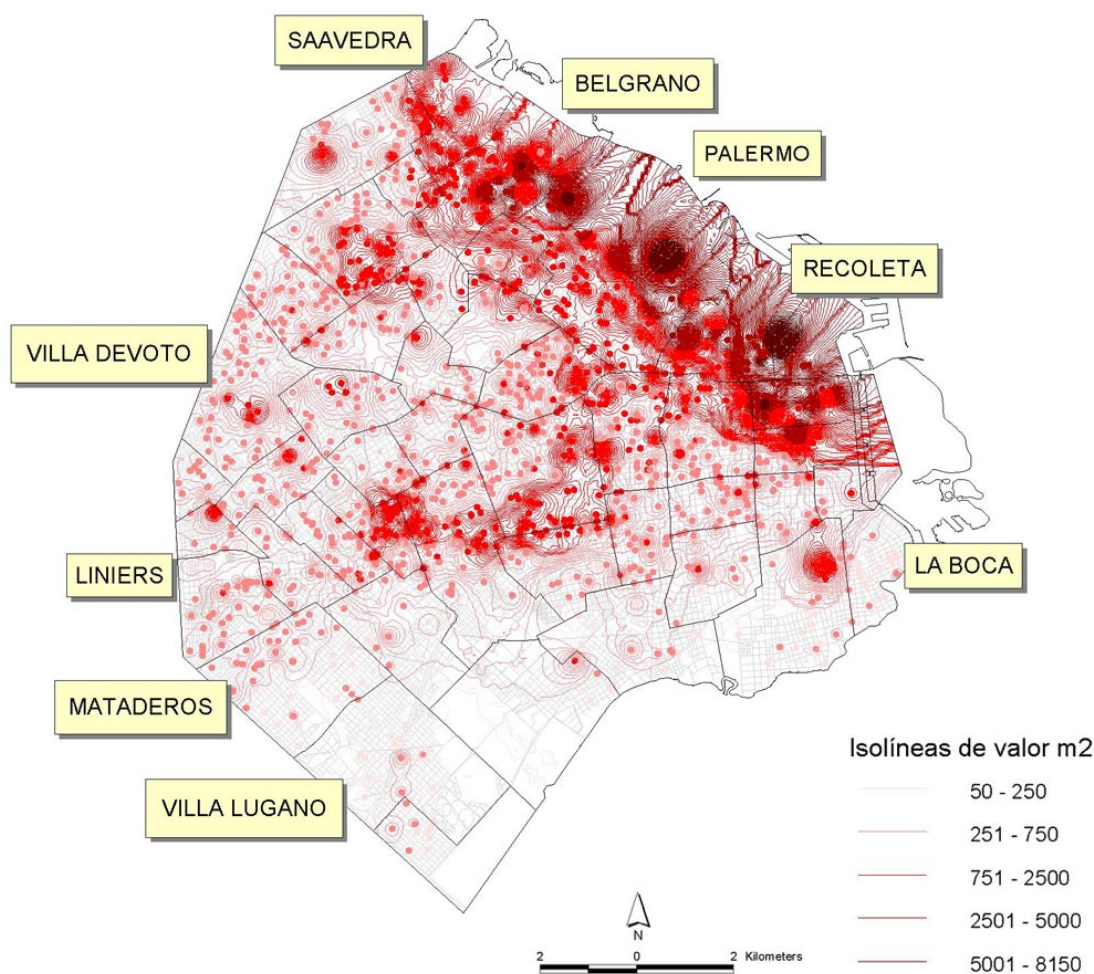 SAAVEDRA
BELGRANO
PALERMO
RECOLETA
VILLA DEVOTO
LINIERS
LA BOCA
MATADEROS
VILLA LUGANO
Isolíneas de valor m2
50 - 250
251 - 750
751 - 2500
2501 - 5000
5001 - 8150
N
2 0 2 Kilometers